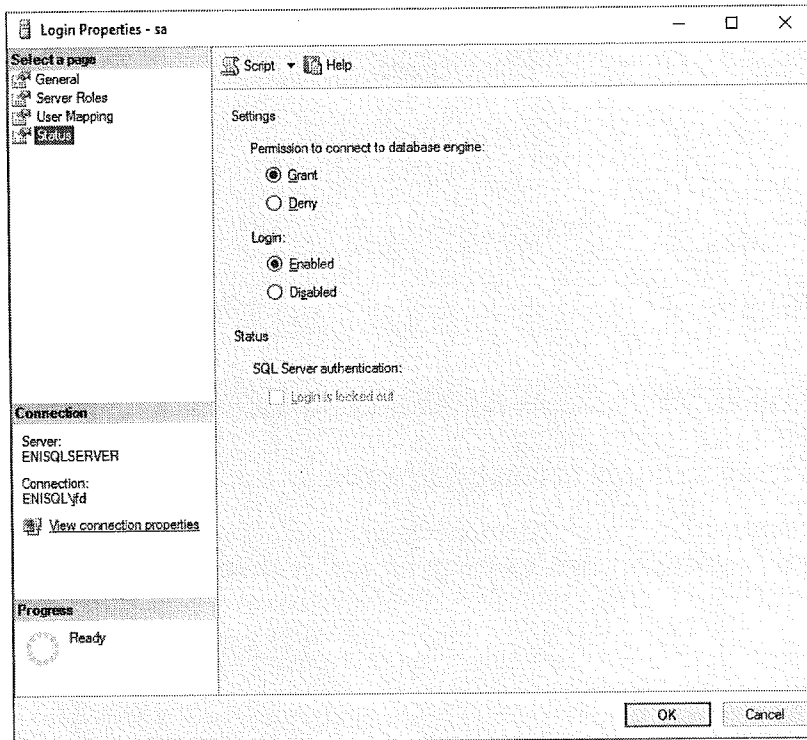 Login Properties - sa
Select a page
General
Server Roles
User Mapping
Status
Script
Help
Settings
Permission to connect to database engine:
Grant
Deny
Login:
Enabled
Disabled
Status
SQL Server authentication:
Login is locked out
Connection
Server:
ENISQLSERVER
Connection:
ENISQL\jfd
View connection properties
Progress
Ready
OK
Cancel